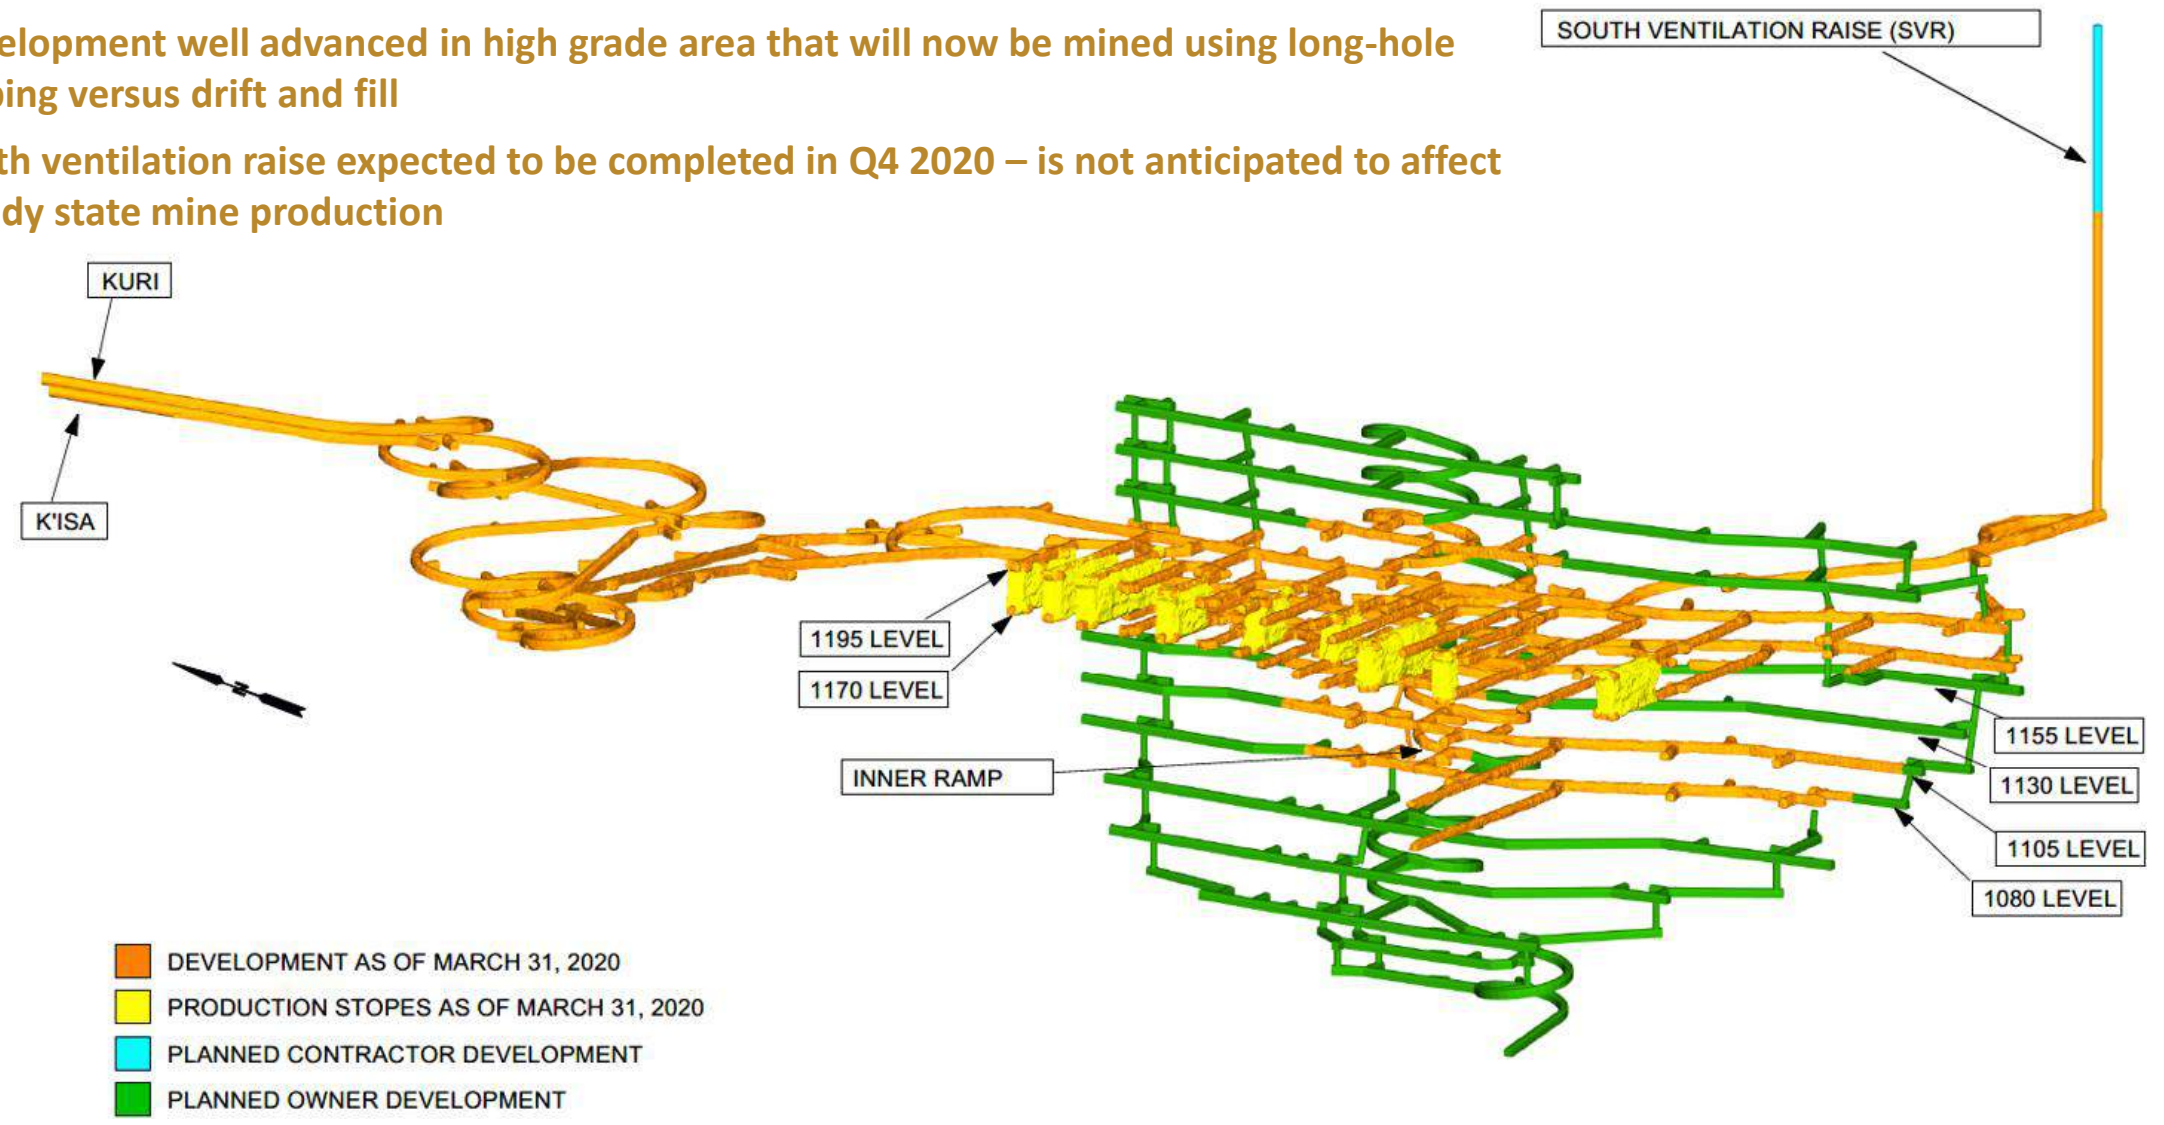 elopment well advanced in high grade area that will now be mined using long-hole
ping versus drift and fill
th ventilation raise expected to be completed in Q4 2020 – is not anticipated to affect
dy state mine production
SOUTH VENTILATION RAISE (SVR)
KURI
K'ISA
1195 LEVEL
1170 LEVEL
N
INNER RAMP
1155 LEVEL
1130 LEVEL
1105 LEVEL
1080 LEVEL
DEVELOPMENT AS OF MARCH 31, 2020
PRODUCTION STOPES AS OF MARCH 31, 2020
PLANNED CONTRACTOR DEVELOPMENT
PLANNED OWNER DEVELOPMENT